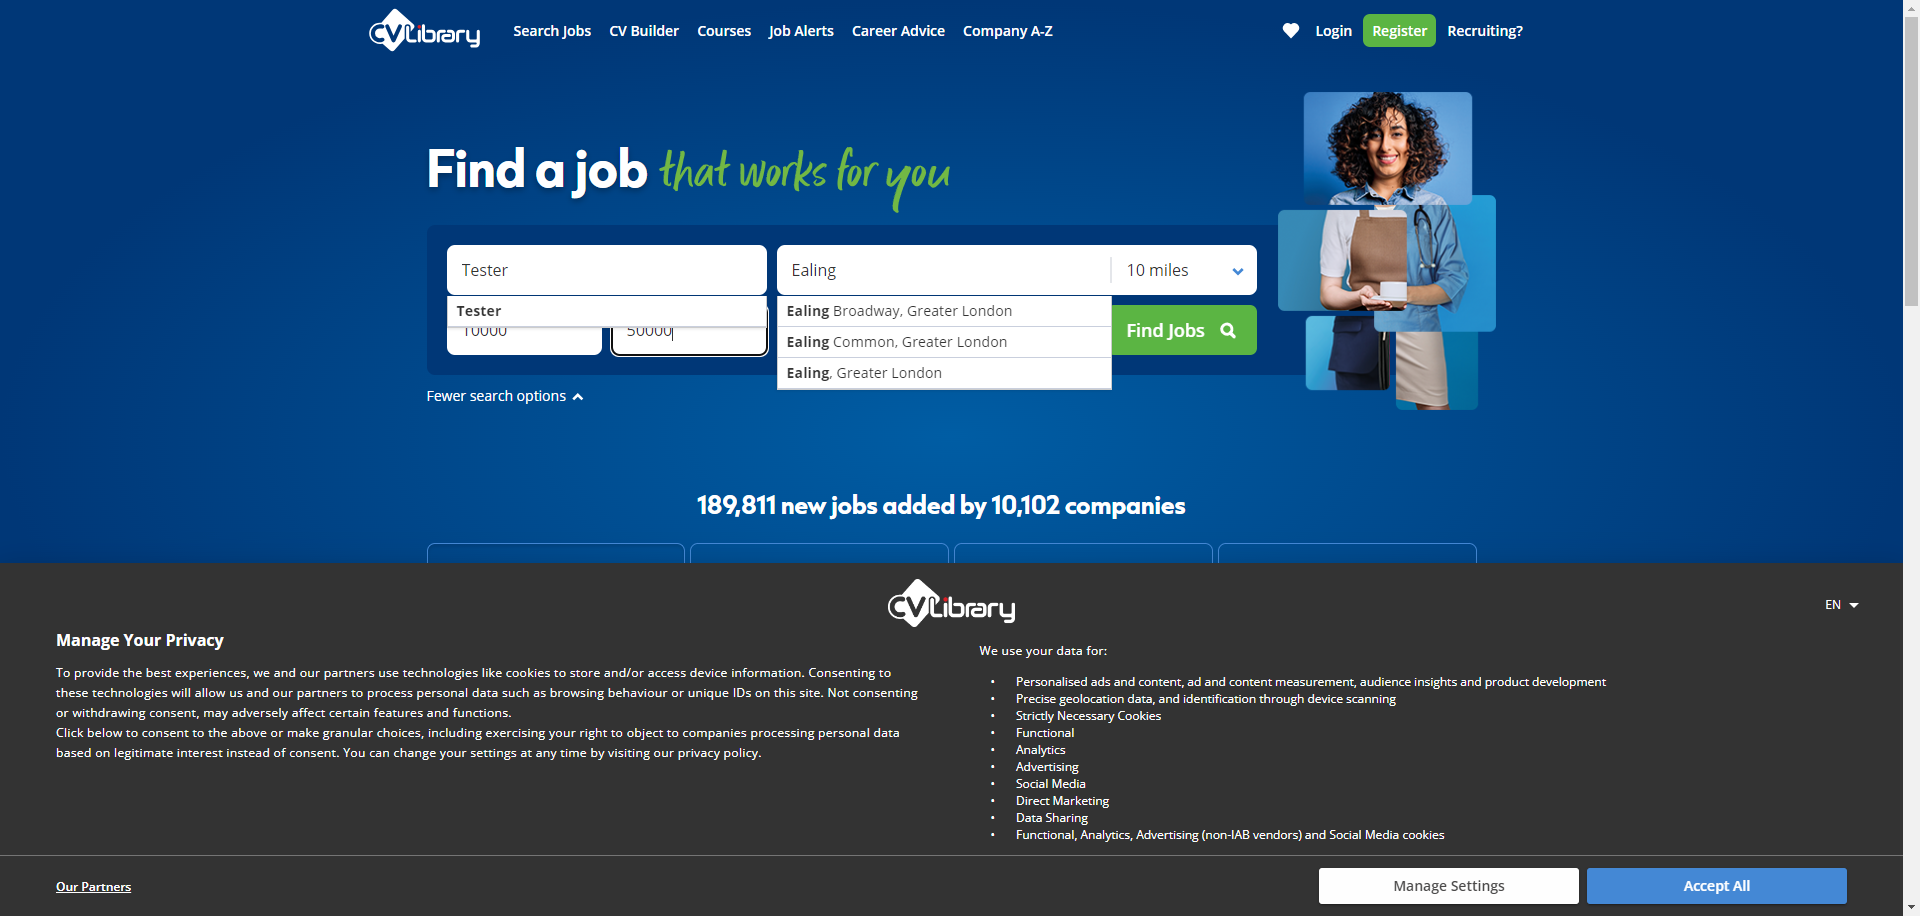 CV Library
Search Jobs
CV Builder
Courses
Job Alerts
Career Advice
Company A-Z
Login
Register
Recruiting?
Find a job that works for you
Tester
Ealing
10 miles
Tester
Ealing Broadway, Greater London
10000
50000
Find Jobs
Ealing Common, Greater London
Ealing, Greater London
Fewer search options
189,811 new jobs added by 10,102 companies
CV Library
EN
Manage Your Privacy
To provide the best experiences, we and our partners use technologies like cookies to store and/or access device information. Consenting to
these technologies will allow us and our partners to process personal data such as browsing behaviour or unique IDs on this site. Not consenting
or withdrawing consent, may adversely affect certain features and functions.
Click below to consent to the above or make granular choices, including exercising your right to object to companies processing personal data
based on legitimate interest instead of consent. You can change your settings at any time by visiting our privacy policy.
We use your data for:
• Personalised ads and content, ad and content measurement, audience insights and product development
• Precise geolocation data, and identification through device scanning
• Strictly Necessary Cookies
• Functional
• Analytics
• Advertising
• Social Media
• Direct Marketing
• Data Sharing
• Functional, Analytics, Advertising (non-IAB vendors) and Social Media cookies
Our Partners
Manage Settings
Accept All